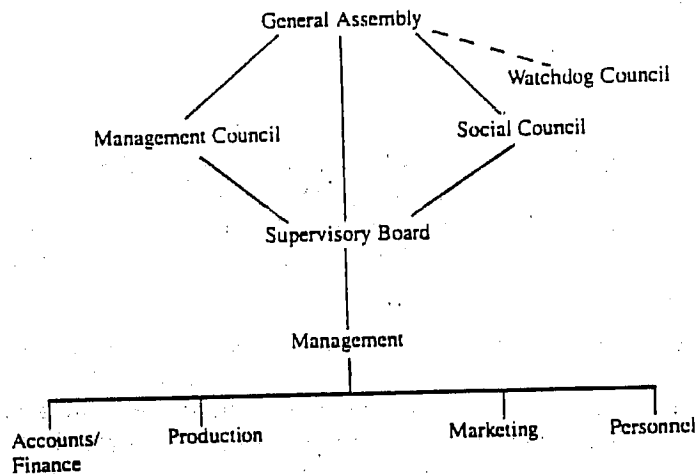 General Assembly
Watchdog Council
Management Council
Social Council
Supervisory Board
Management
Accounts/
Finance
Production
Marketing
Personnel